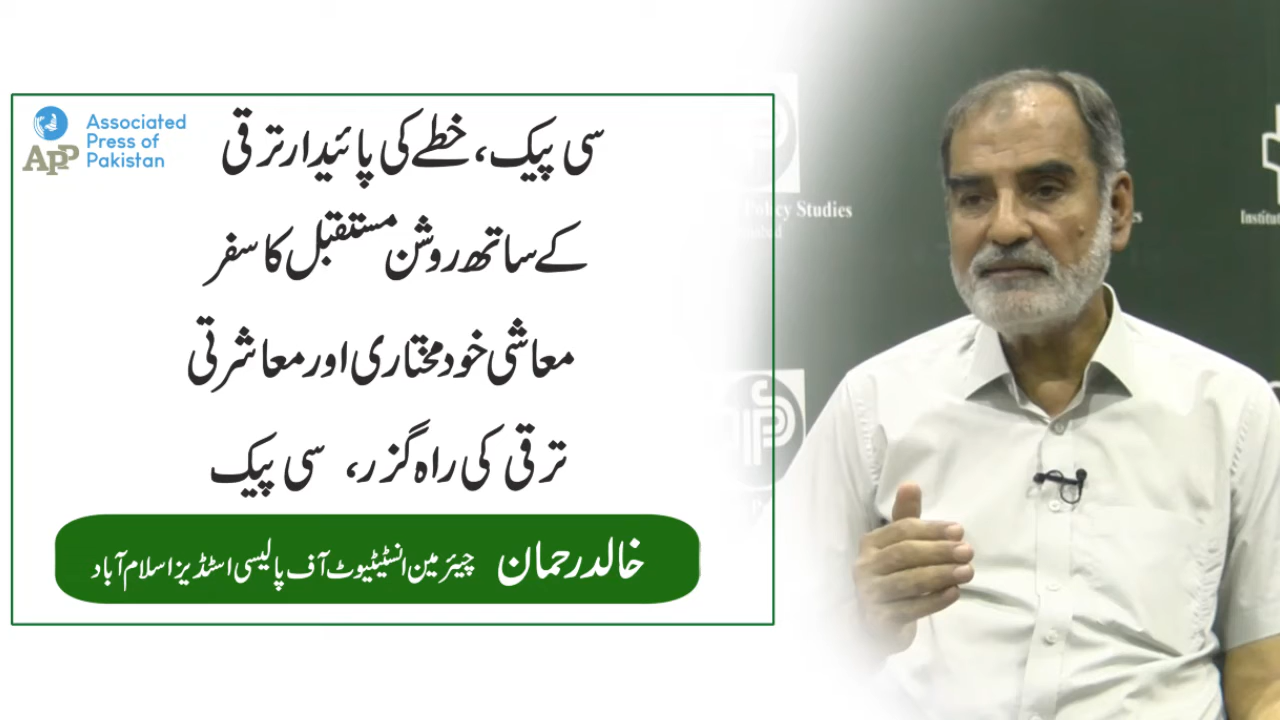 Associated
Press of
Pakistan
APP
سی پیک، خطے کی پائیدار ترقی
کے ساتھ روشن مستقبل کا سفر
معاشی خود مختاری اور معاشرتی
ترقی کی راہ گزر، سی پیک
خالد رحمان چیئرمین انسٹیٹیوٹ آف پالیسی اسٹڈیز اسلام آباد
Policy Studies
Institut